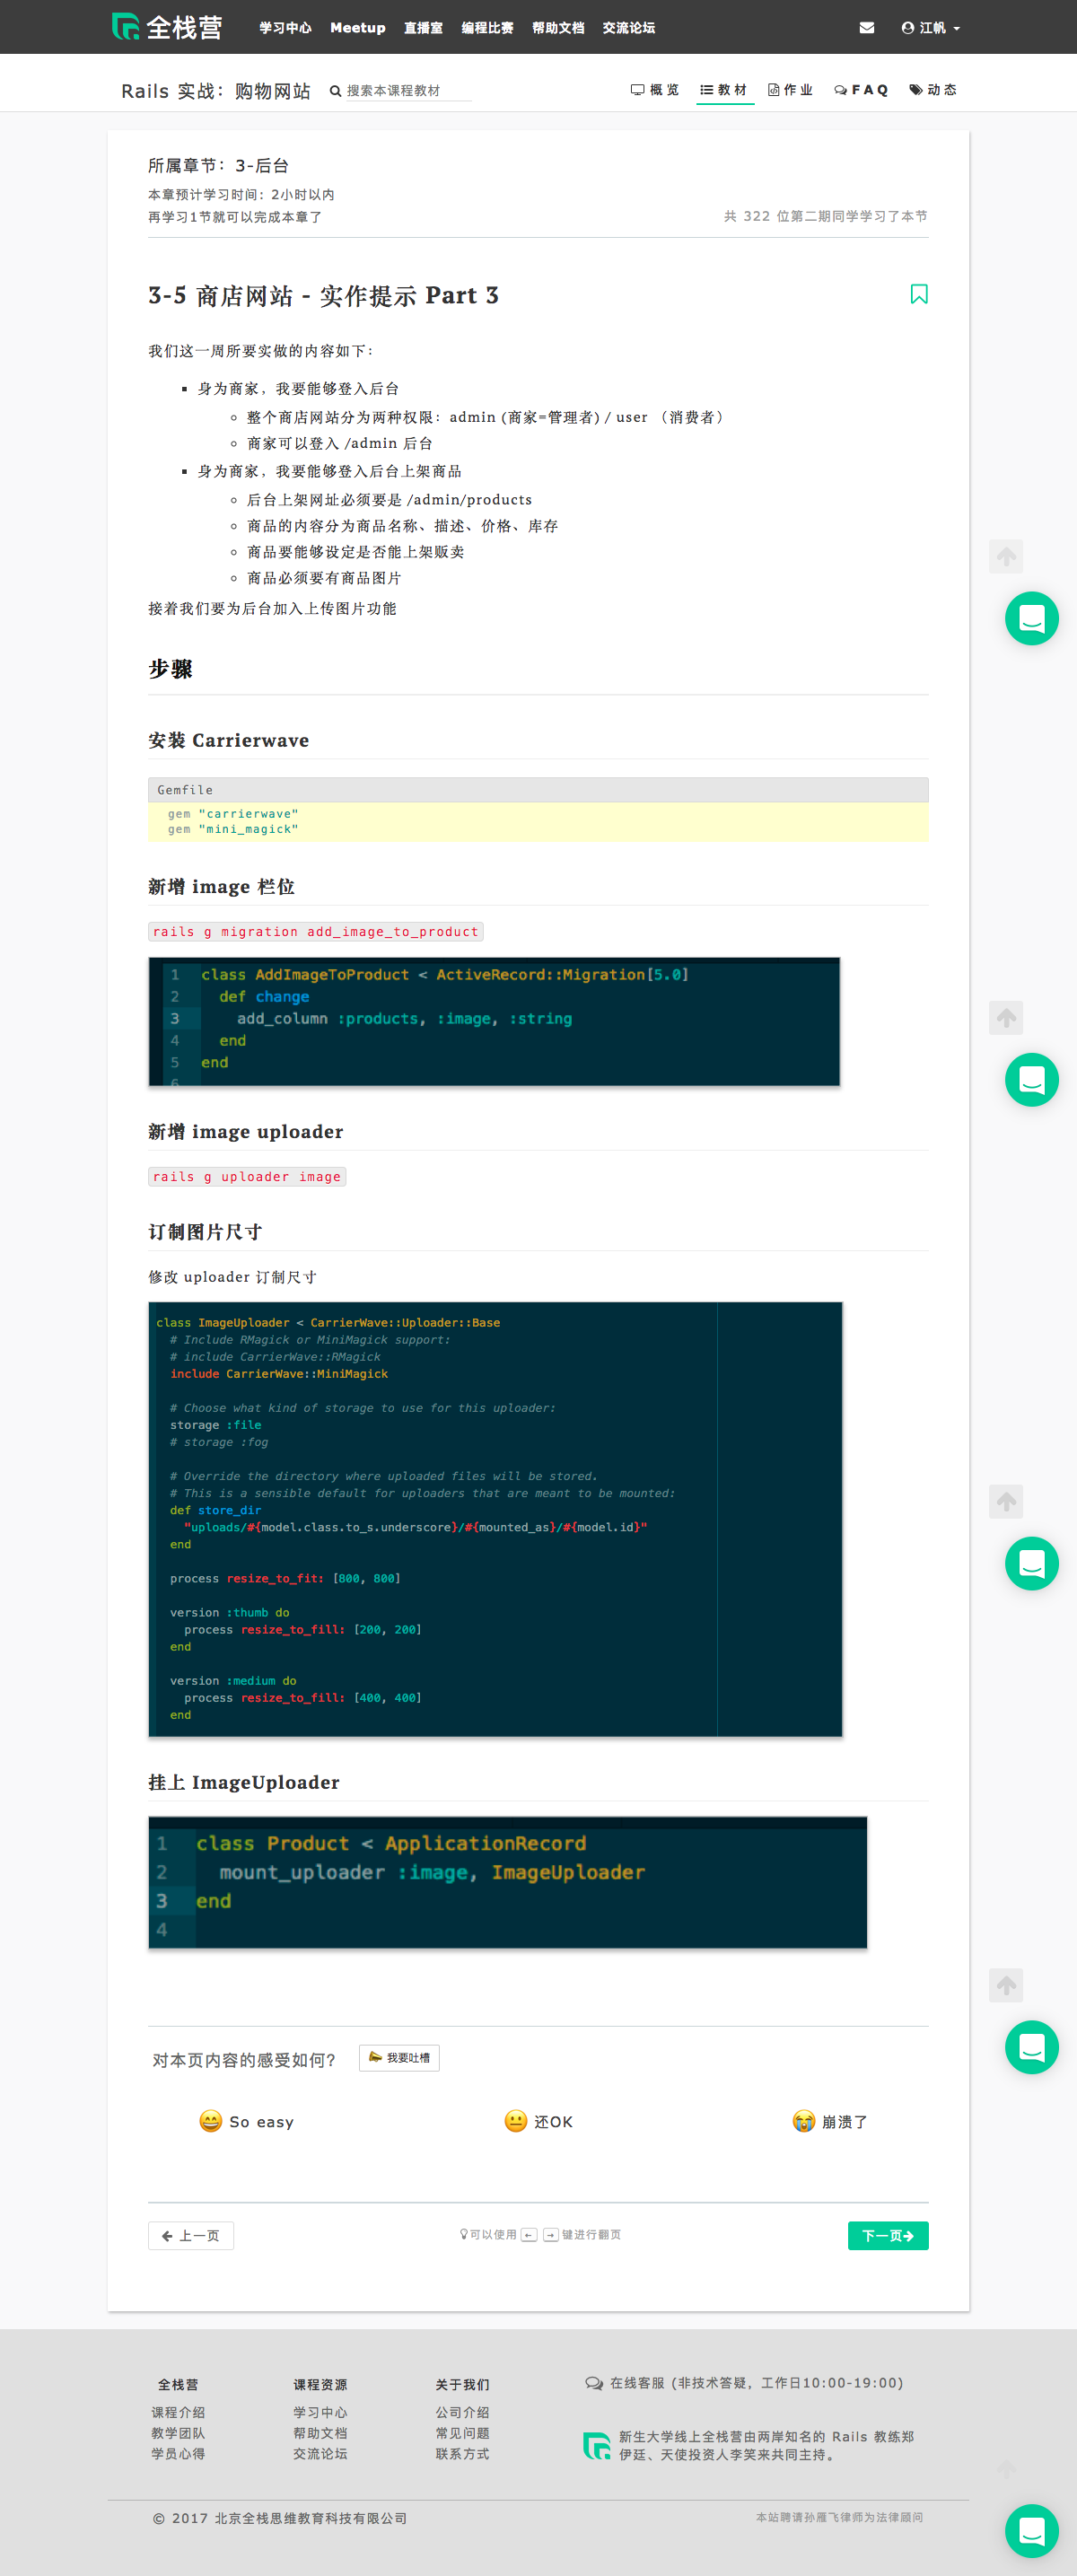 全栈营 学习中心 Meetup 直播室 编程比赛 帮助文档 交流论坛 江帆
Rails 实战：购物网站 搜索本课程教材 概览 教材 作业 FAQ 动态
所属章节：3-后台
本章预计学习时间：2小时以内
再学习1节就可以完成本章了
共 322 位第二期同学学习了本节
3-5 商店网站 - 实作提示 Part 3
我们这一周所要实做的内容如下：
身为商家，我要能够登入后台
整个商店网站分为两种权限：admin (商家=管理者) / user （消费者）
商家可以登入 /admin 后台
身为商家，我要能够登入后台上架商品
后台上架网址必须要是 /admin/products
商品的内容分为商品名称、描述、价格、库存
商品要能够设定是否能上架贩卖
商品必须要有商品图片
接着我们要为后台加入上传图片功能
步骤
安装 Carrierwave
Gemfile
gem "carrierwave"
gem "mini_magick"
新增 image 栏位
rails g migration add_image_to_product
1 class AddImageToProduct < ActiveRecord::Migration[5.0]
2 def change
3 add_column :products, :image, :string
4 end
5 end
6
新增 image uploader
rails g uploader image
订制图片尺寸
修改 uploader 订制尺寸
class ImageUploader < CarrierWave::Uploader::Base
# Include RMagick or MiniMagick support:
# include CarrierWave::RMagick
include CarrierWave::MiniMagick
# Choose what kind of storage to use for this uploader:
storage :file
# storage :fog
# Override the directory where uploaded files will be stored.
# This is a sensible default for uploaders that are meant to be mounted:
def store_dir
"uploads/#{model.class.to_s.underscore}/#{mounted_as}/#{model.id}"
end
process resize_to_fit: [800, 800]
version :thumb do
process resize_to_fill: [200, 200]
end
version :medium do
process resize_to_fill: [400, 400]
end
挂上 ImageUploader
1 class Product < ApplicationRecord
2 mount_uploader :image, ImageUploader
3 end
4
对本页内容的感受如何? 我要吐槽
So easy 还OK 崩溃了
上一页 可以使用 ← → 键进行翻页 下一页
全栈营 课程资源 关于我们
课程介绍 学习中心 公司介绍
教学团队 帮助文档 常见问题
学员心得 交流论坛 联系方式
在线客服 (非技术答疑，工作日10:00-19:00)
新生大学线上全栈营由两岸知名的 Rails 教练郑
伊廷、天使投资人李笑来共同主持。
© 2017 北京全栈思维教育科技有限公司
本站聘请孙雁飞律师为法律顾问